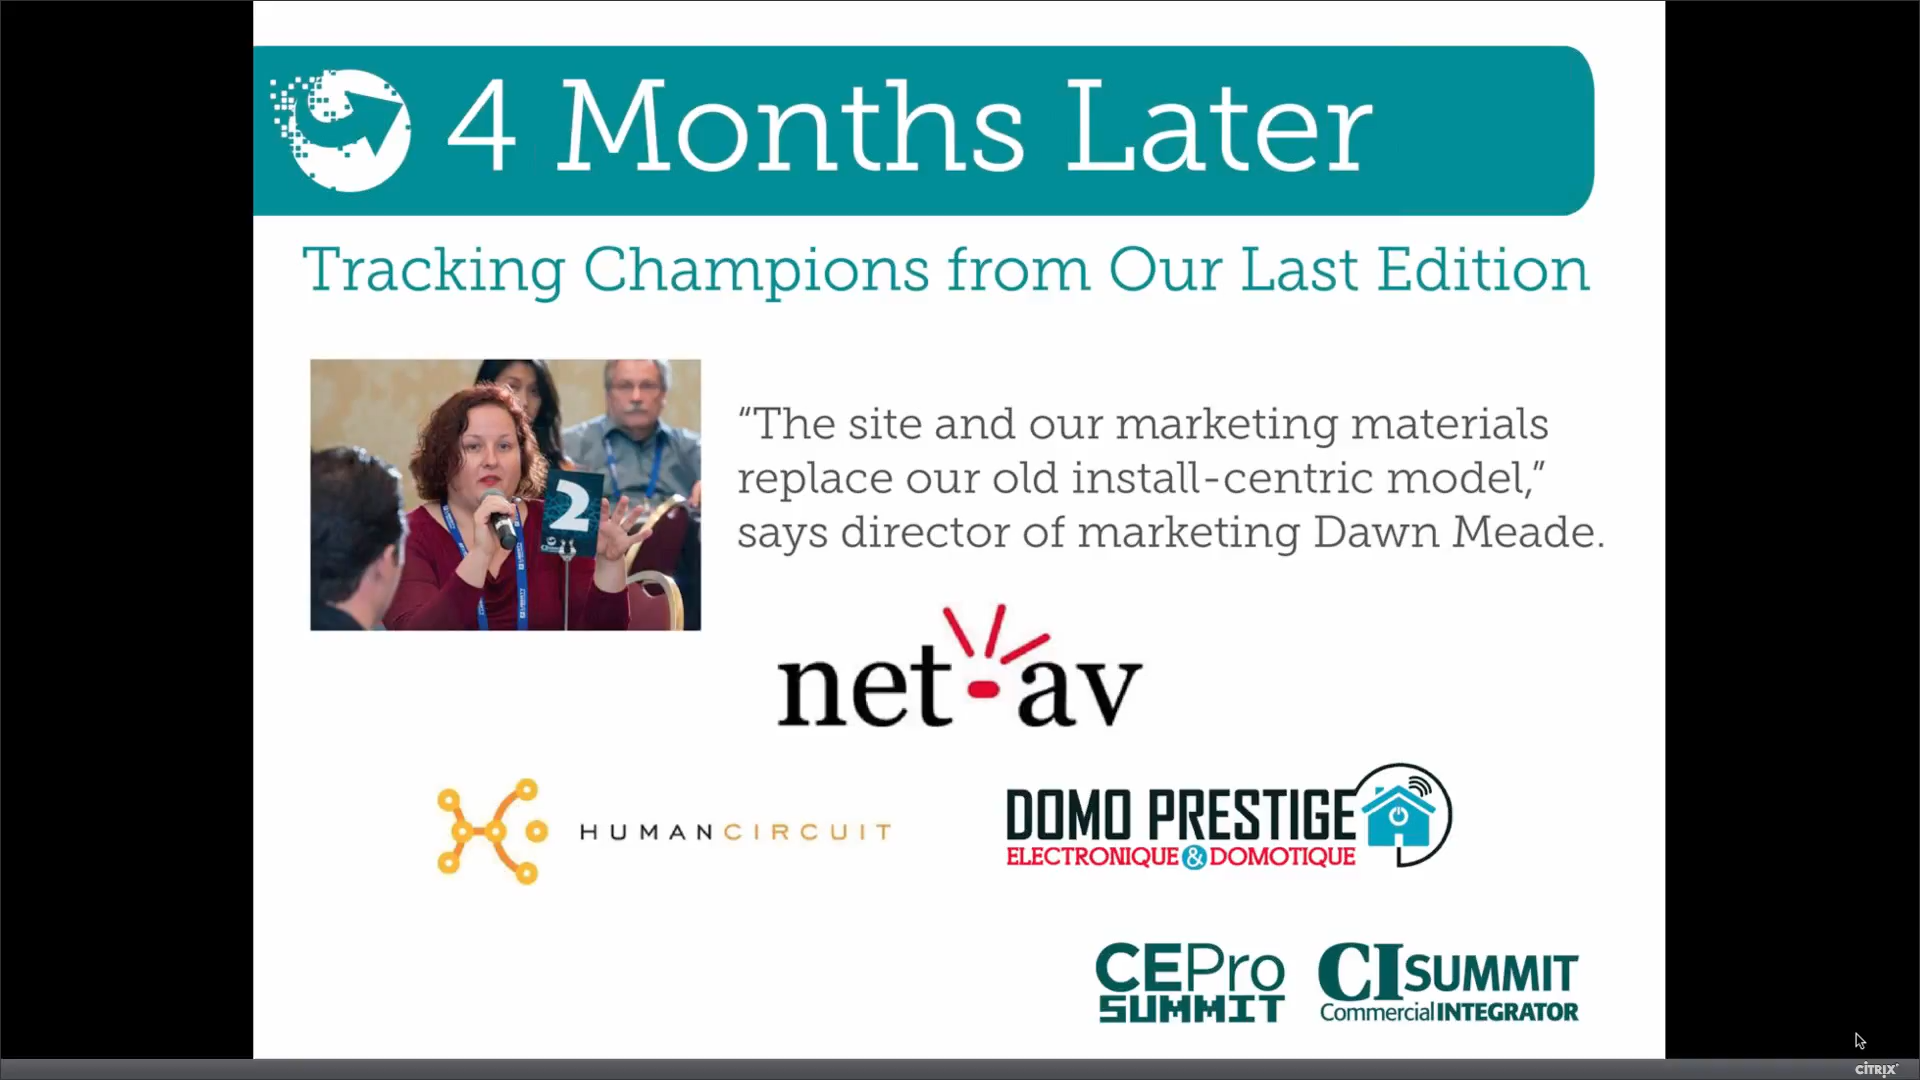 4 Months Later
Tracking Champions from Our Last Edition
“The site and our marketing materials
replace our old install-centric model,”
says director of marketing Dawn Meade.
2
net-av
HUMANCIRCUIT
DOMO PRESTIGE
ELECTRONIQUE & DOMOTIQUE
CEPro
SUMMIT
CI SUMMIT
Commercial INTEGRATOR
CITRIX